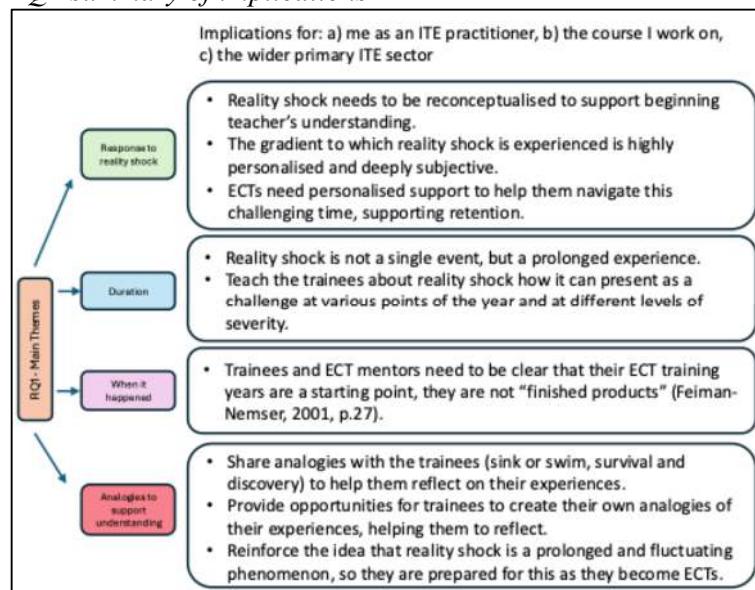 Implications for: a) me as an ITE practitioner, b) the course I work on,
c) the wider primary ITE sector
RQ1 - Main Themes
Response to
reality shock
• Reality shock needs to be reconceptualised to support beginning
teacher's understanding.
• The gradient to which reality shock is experienced is highly
personalised and deeply subjective.
• ECTs need personalised support to help them navigate this
challenging time, supporting retention.
Duration
• Reality shock is not a single event, but a prolonged experience.
• Teach the trainees about reality shock how it can present as a
challenge at various points of the year and at different levels of
severity.
When it
happened
• Trainees and ECT mentors need to be clear that their ECT training
years are a starting point, they are not "finished products" (Feiman-
Nemser, 2001, p.27).
Analogies to
support
understanding
• Share analogies with the trainees (sink or swim, survival and
discovery) to help them reflect on their experiences.
• Provide opportunities for trainees to create their own analogies of
their experiences, helping them to reflect.
• Reinforce the idea that reality shock is a prolonged and fluctuating
phenomenon, so they are prepared for this as they become ECTs.